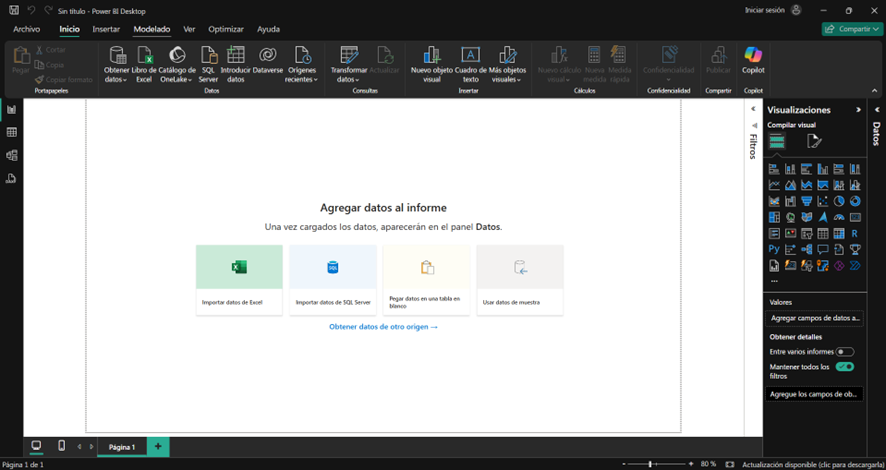 Sin título - Power BI Desktop
Iniciar sesión
Archivo Inicio Insertar Modelado Ver Optimizar Ayuda
Compartir
Pegar
Cortar
Copiar
Copiar formato
Portapapeles
Obtener datos
Libro de Excel
Catálogo de OneLake
SQL Server
Introducir datos
Dataverse
Orígenes recientes
Datos
Transformar datos
Actualizar
Consultas
Nuevo objeto visual
Cuadro de texto
Más objetos visuales
Insertar
Nuevo cálculo visual
Nueva medida
Medida rápida
Cálculos
Confidencialidad
Confidencialidad
Publicar
Compartir
Copilot
Copilot
Agregar datos al informe
Una vez cargados los datos, aparecerán en el panel Datos.
SQL
Importar datos de Excel
Importar datos de SQL Server
Pegar datos en una tabla en
blanco
Usar datos de muestra
Obtener datos de otro origen →
Filtros
Visualizaciones
Compilar visual
R
Py
Valores
Agregar campos de datos a...
Obtener detalles
Entre varios informes
Mantener todos los
filtros
Agregue los campos de ob...
Datos
Página 1
Página 1 de 1
- + 80 %
Actualización disponible (clic para descargarla)